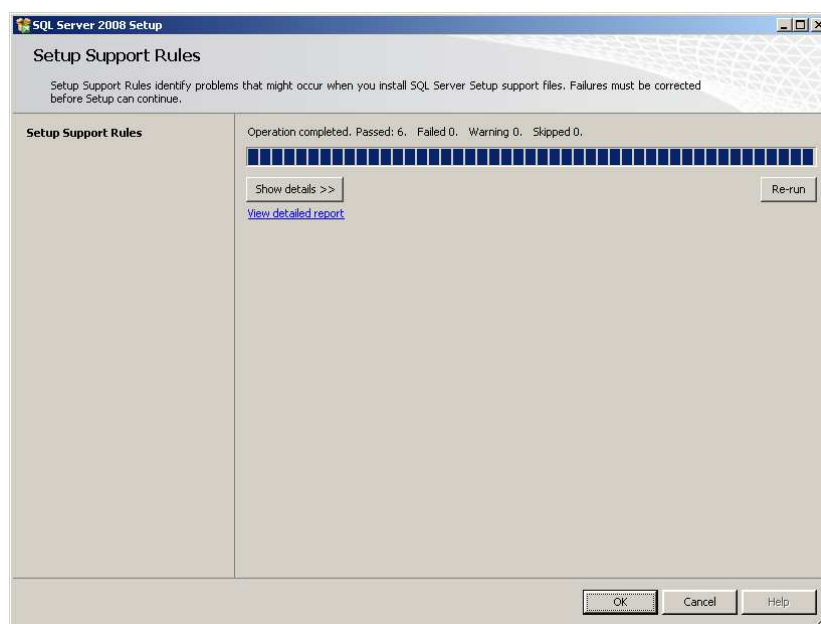 SQL Server 2008 Setup
Setup Support Rules
Setup Support Rules identify problems that might occur when you install SQL Server Setup support files. Failures must be corrected
before Setup can continue.
Setup Support Rules
Operation completed. Passed: 6. Failed 0. Warning 0. Skipped 0.
Show details >>
Re-run
View detailed report
OK
Cancel
Help